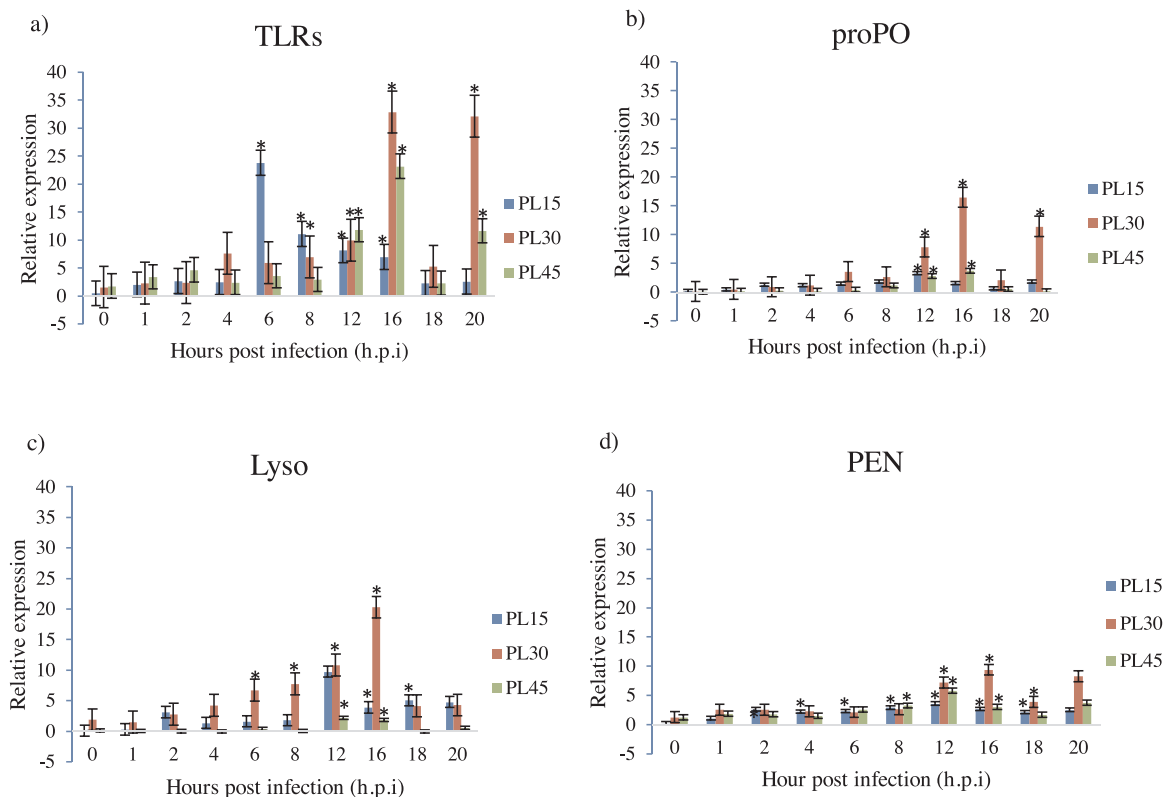 a)
TLRs
Relative expression
40
35
30
25
20
15
10
5
0
-5
* * * * * * * * * * * *
0 1 2 4 6 8 12 16 18 20
Hours post infection (h.p.i)
PL15
PL30
PL45
b)
proPO
Relative expression
40
35
30
25
20
15
10
5
0
-5
* * * * * *
0 1 2 4 6 8 12 16 18 20
Hours post infection (h.p.i)
PL15
PL30
PL45
c)
Lyso
Relative expression
40
35
30
25
20
15
10
5
0
-5
* * * * * * * *
0 1 2 4 6 8 12 16 18 20
Hours post infection (h.p.i)
PL15
PL30
PL45
d)
PEN
Relative expression
40
35
30
25
20
15
10
5
0
-5
* * * * * * * * * * * * *
0 1 2 4 6 8 12 16 18 20
Hour post infection (h.p.i)
PL15
PL30
PL45